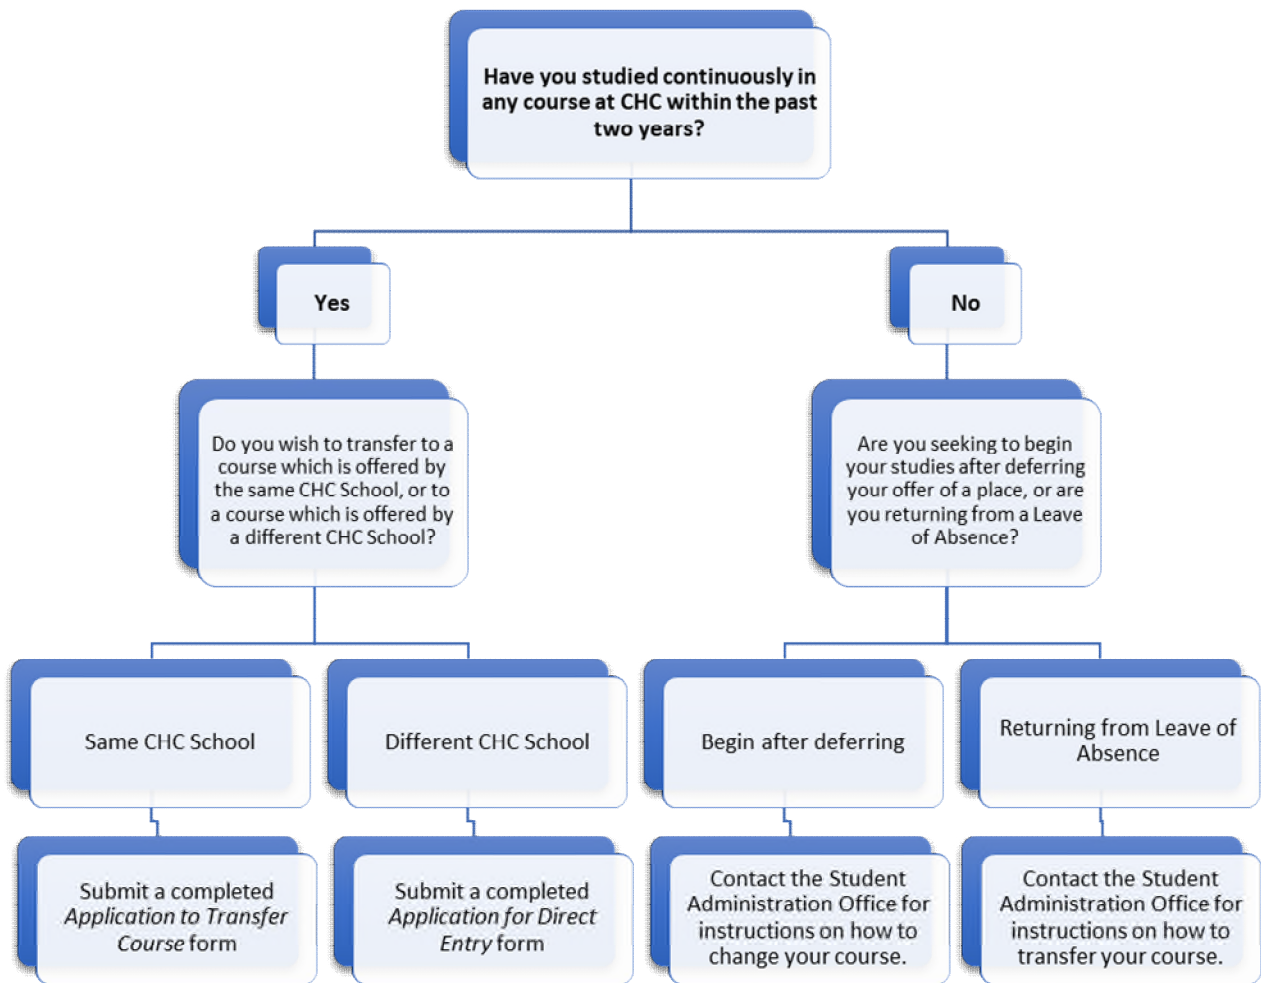 Have you studied continuously in
any course at CHC within the past
two years?
Yes
No
Do you wish to transfer to a
course which is offered by
the same CHC School, or to
a course which is offered by
a different CHC School?
Are you seeking to begin
your studies after deferring
your offer of a place, or are
you returning from a Leave
of Absence?
Same CHC School
Different CHC School
Begin after deferring
Returning from Leave of
Absence
Submit a completed
Application to Transfer
Course form
Submit a completed
Application for Direct
Entry form
Contact the Student
Administration Office for
instructions on how to
change your course.
Contact the Student
Administration Office for
instructions on how to
transfer your course.